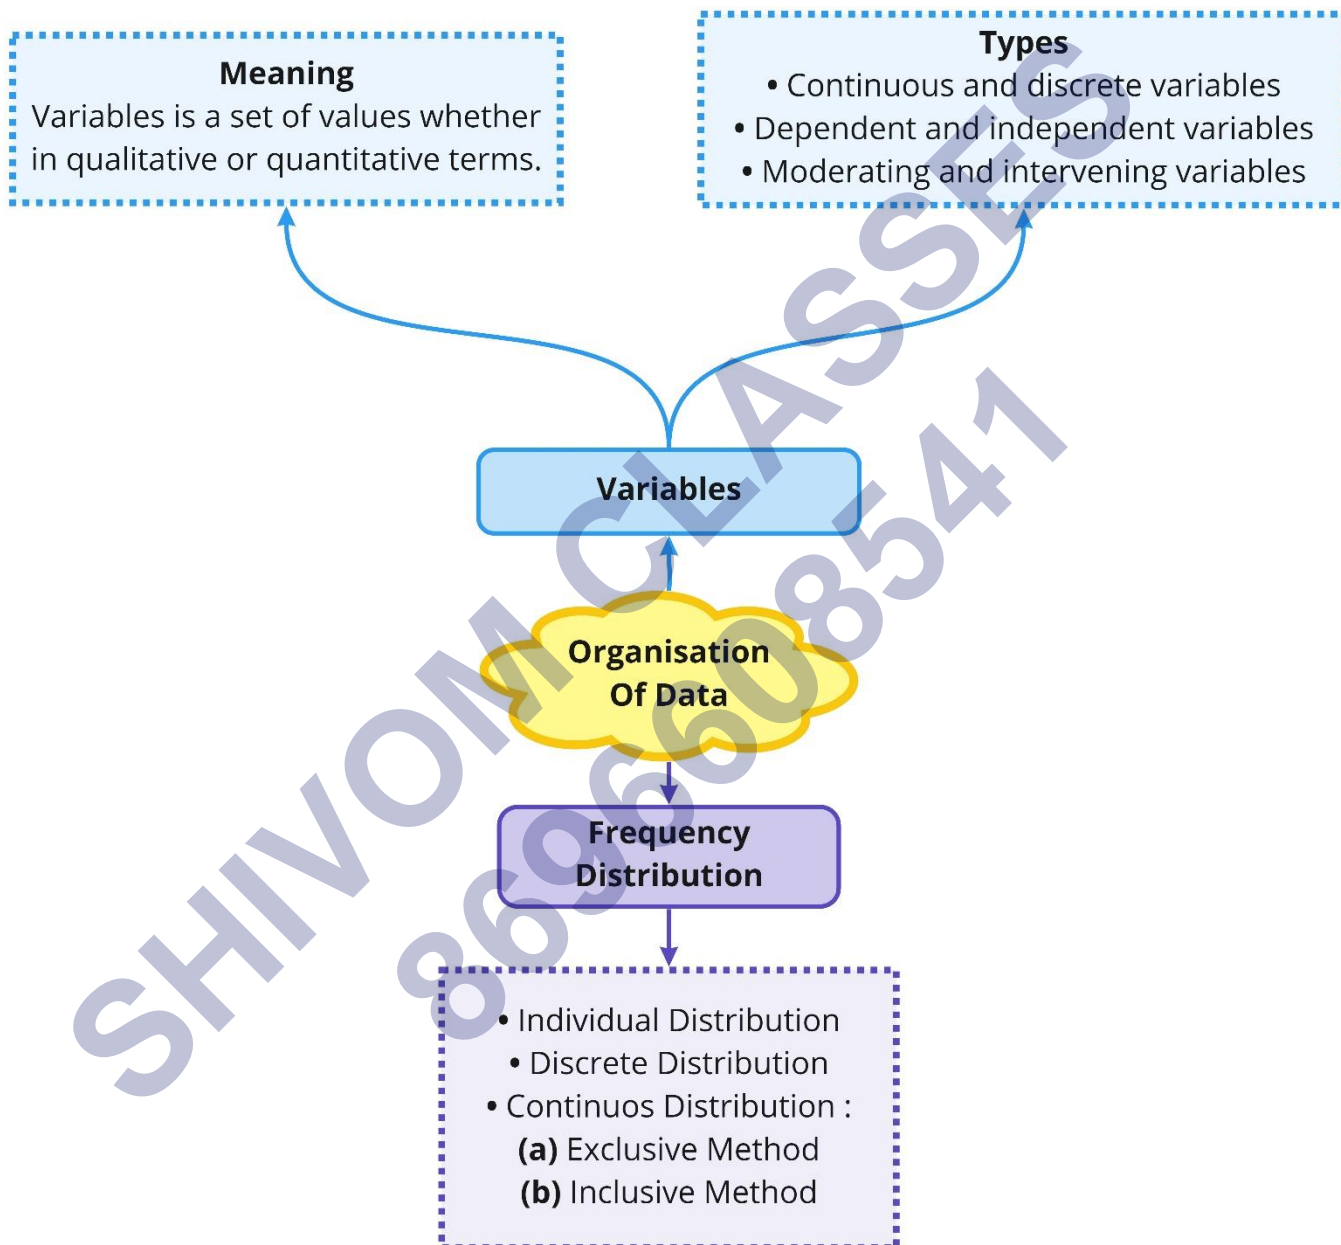 Meaning
Variables is a set of values whether
in qualitative or quantitative terms.
Types
• Continuous and discrete variables
• Dependent and independent variables
• Moderating and intervening variables
Variables
Organisation
Of Data
Frequency
Distribution
• Individual Distribution
• Discrete Distribution
• Continuos Distribution :
(a) Exclusive Method
(b) Inclusive Method
SHIVOM CLASSES
8696608541